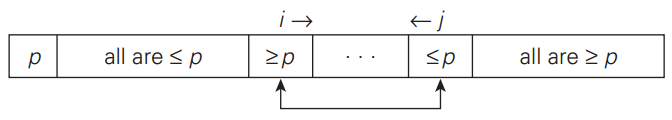 i → ← j
p all are ≤ p ≥ p · · · ≤ p all are ≥ p